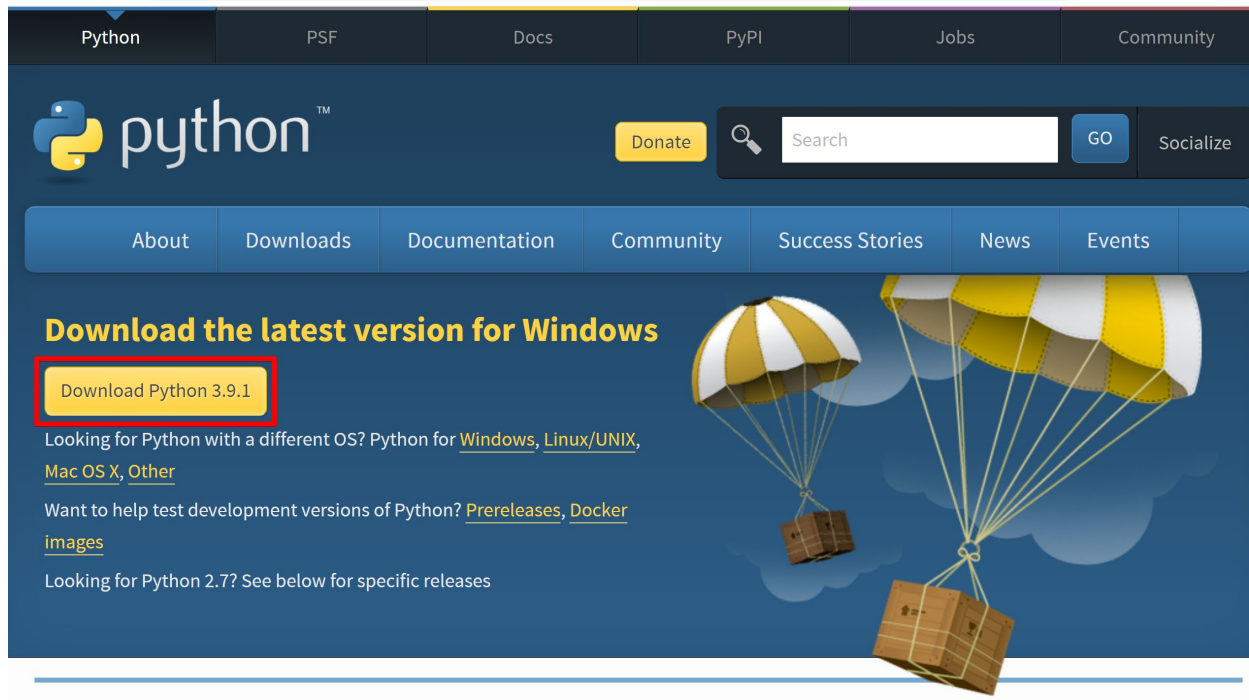 Python PSF Docs PyPI Jobs Community
python™
Donate Search GO Socialize
About Downloads Documentation Community Success Stories News Events
Download the latest version for Windows
Download Python 3.9.1
Looking for Python with a different OS? Python for Windows, Linux/UNIX,
Mac OS X, Other
Want to help test development versions of Python? Prereleases, Docker
images
Looking for Python 2.7? See below for specific releases